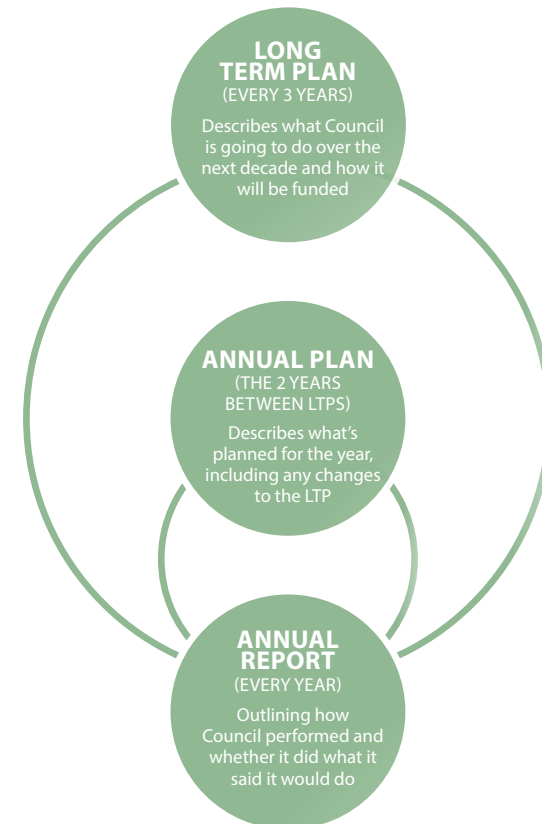 LONG
TERM PLAN
(EVERY 3 YEARS)
Describes what Council
is going to do over the
next decade and how it
will be funded
ANNUAL PLAN
(THE 2 YEARS
BETWEEN LTPS)
Describes what's
planned for the year,
including any changes
to the LTP
ANNUAL
REPORT
(EVERY YEAR)
Outlining how
Council performed and
whether it did what it
said it would do